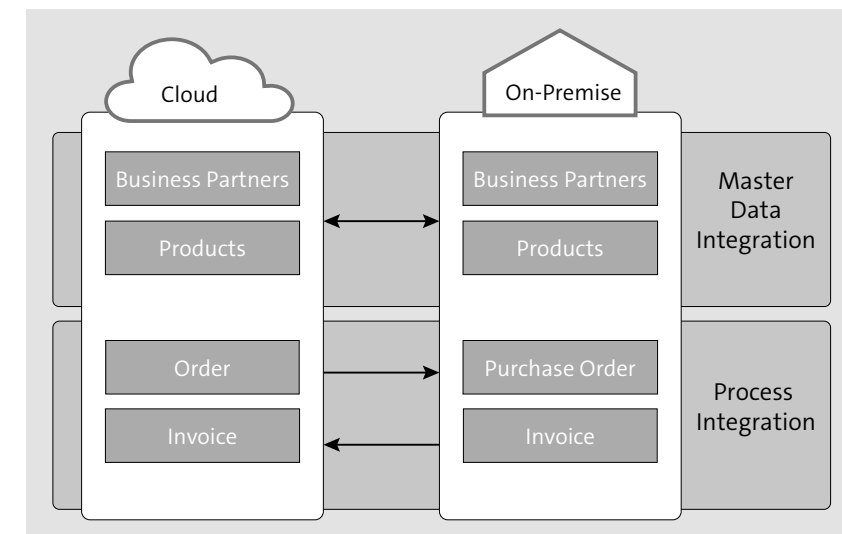 Cloud
On-Premise
Business Partners
Business Partners
Master
Data
Integration
Products
Products
Order
Purchase Order
Process
Integration
Invoice
Invoice